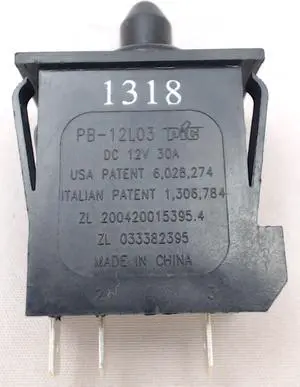 1318
PB-12L03
DC 12V 30A
USA PATENT 6,028,274
ITALIAN PATENT 1,306,784
ZL 200420015395.4
ZL 033382395
MADE IN CHINA